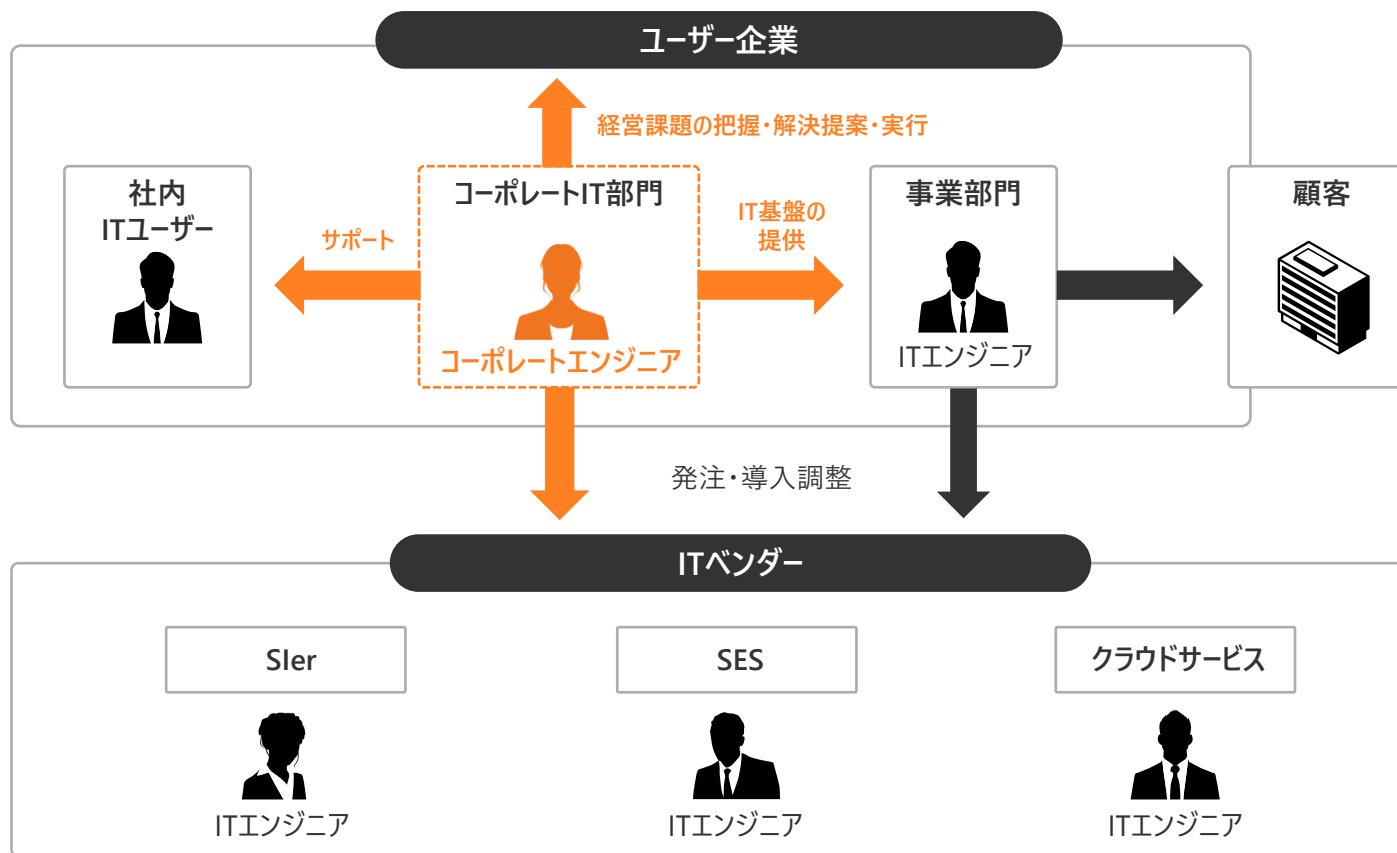 ユーザー企業
経営課題の把握・解決提案・実行
社内
ITユーザー
サポート
コーポレートIT部門
コーポレートエンジニア
IT基盤の
提供
事業部門
ITエンジニア
顧客
発注・導入調整
ITベンダー
SIer
SES
クラウドサービス
ITエンジニア
ITエンジニア
ITエンジニア